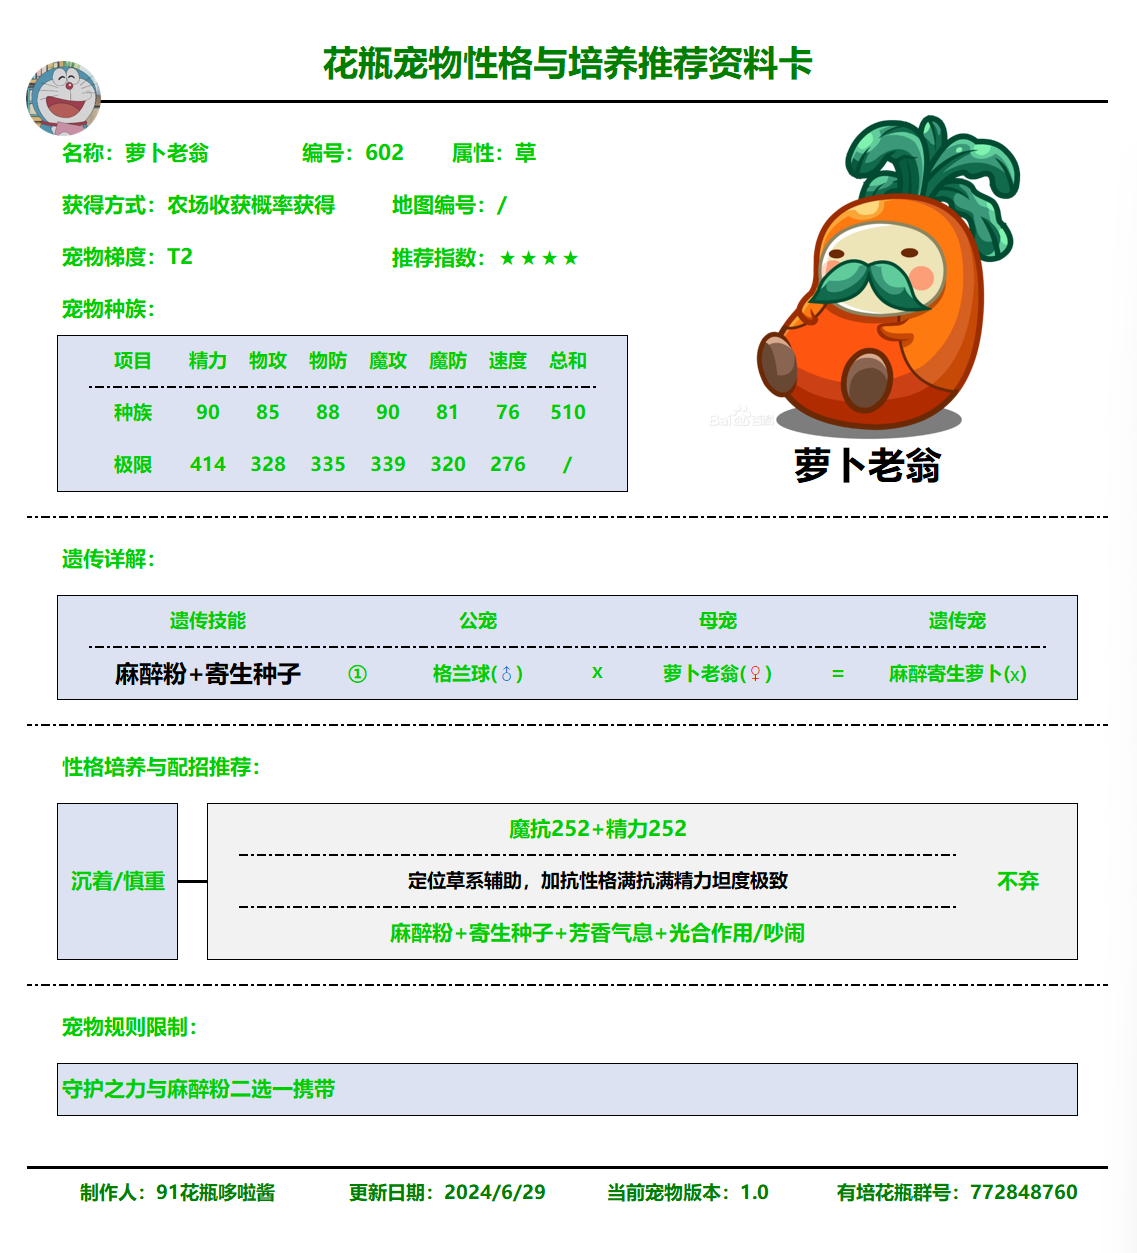 花瓶宠物性格与培养推荐资料卡
名称：萝卜老翁 编号：602 属性：草
获得方式：农场收获概率获得 地图编号：/
宠物梯度：T2 推荐指数：★★★★
宠物种族：
项目 精力 物攻 物防 魔攻 魔防 速度 总和
种族 90 85 88 90 81 76 510
极限 414 328 335 339 320 276 /
Bai百科
萝卜老翁
遗传详解：
遗传技能 公宠 母宠 遗传宠
麻醉粉+寄生种子 ① 格兰球(♂) x 萝卜老翁(♀) = 麻醉寄生萝卜(x)
性格培养与配招推荐：
魔抗252+精力252
沉着/慎重 定位草系辅助，加抗性格满抗满精力坦度极致 不弃
麻醉粉+寄生种子+芳香气息+光合作用/吵闹
宠物规则限制：
守护之力与麻醉粉二选一携带
制作人：91花瓶哆啦酱 更新日期：2024/6/29 当前宠物版本：1.0 有培花瓶群号：772848760